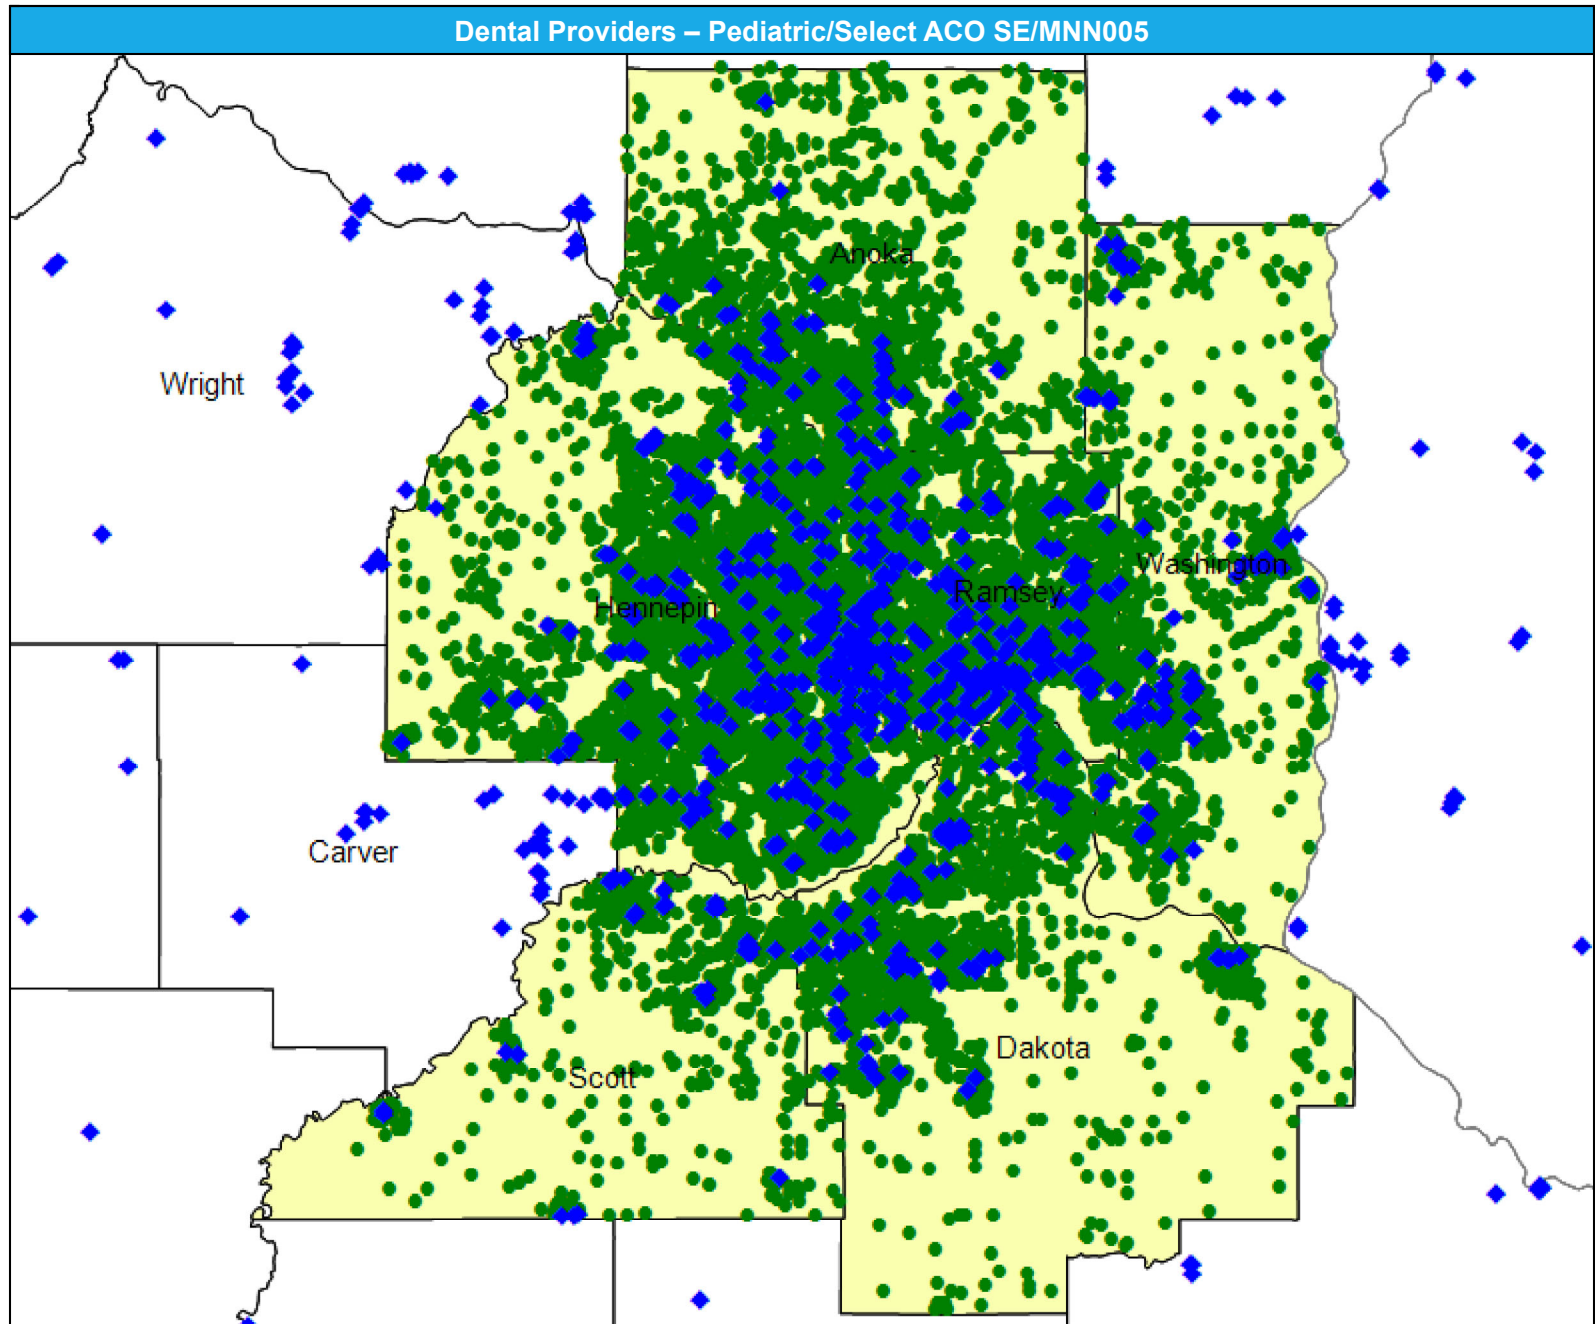 Dental Providers – Pediatric/Select ACO SE/MNN005
Anoka
Wright
Washington
Ramsey
Hennepin
Carver
Dakota
Scott